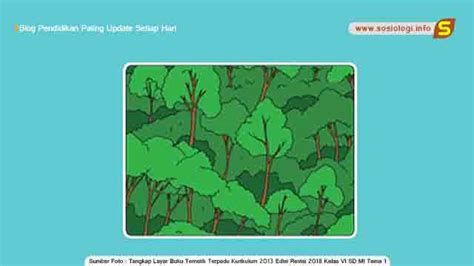 Blog Pendidikan Paling Update Setiap Hari
www.sosiologi.info S
Sumber Foto : Tangkap Layar Buku Tematik Terpadu Kurikulum 2013 Edisi Revisi 2018 Kelas VI SD MI Tema 1